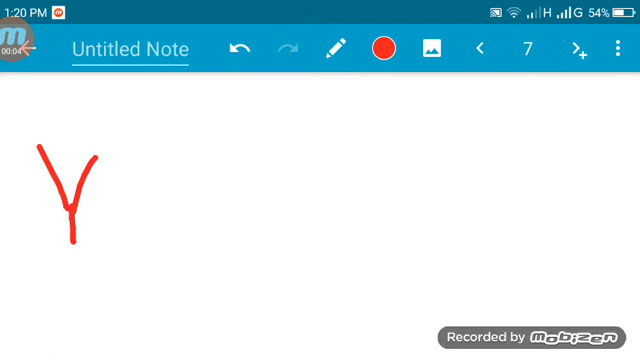 1:20 PM H G 54%
00:04 Untitled Note 7
Y
Recorded by Mobizen